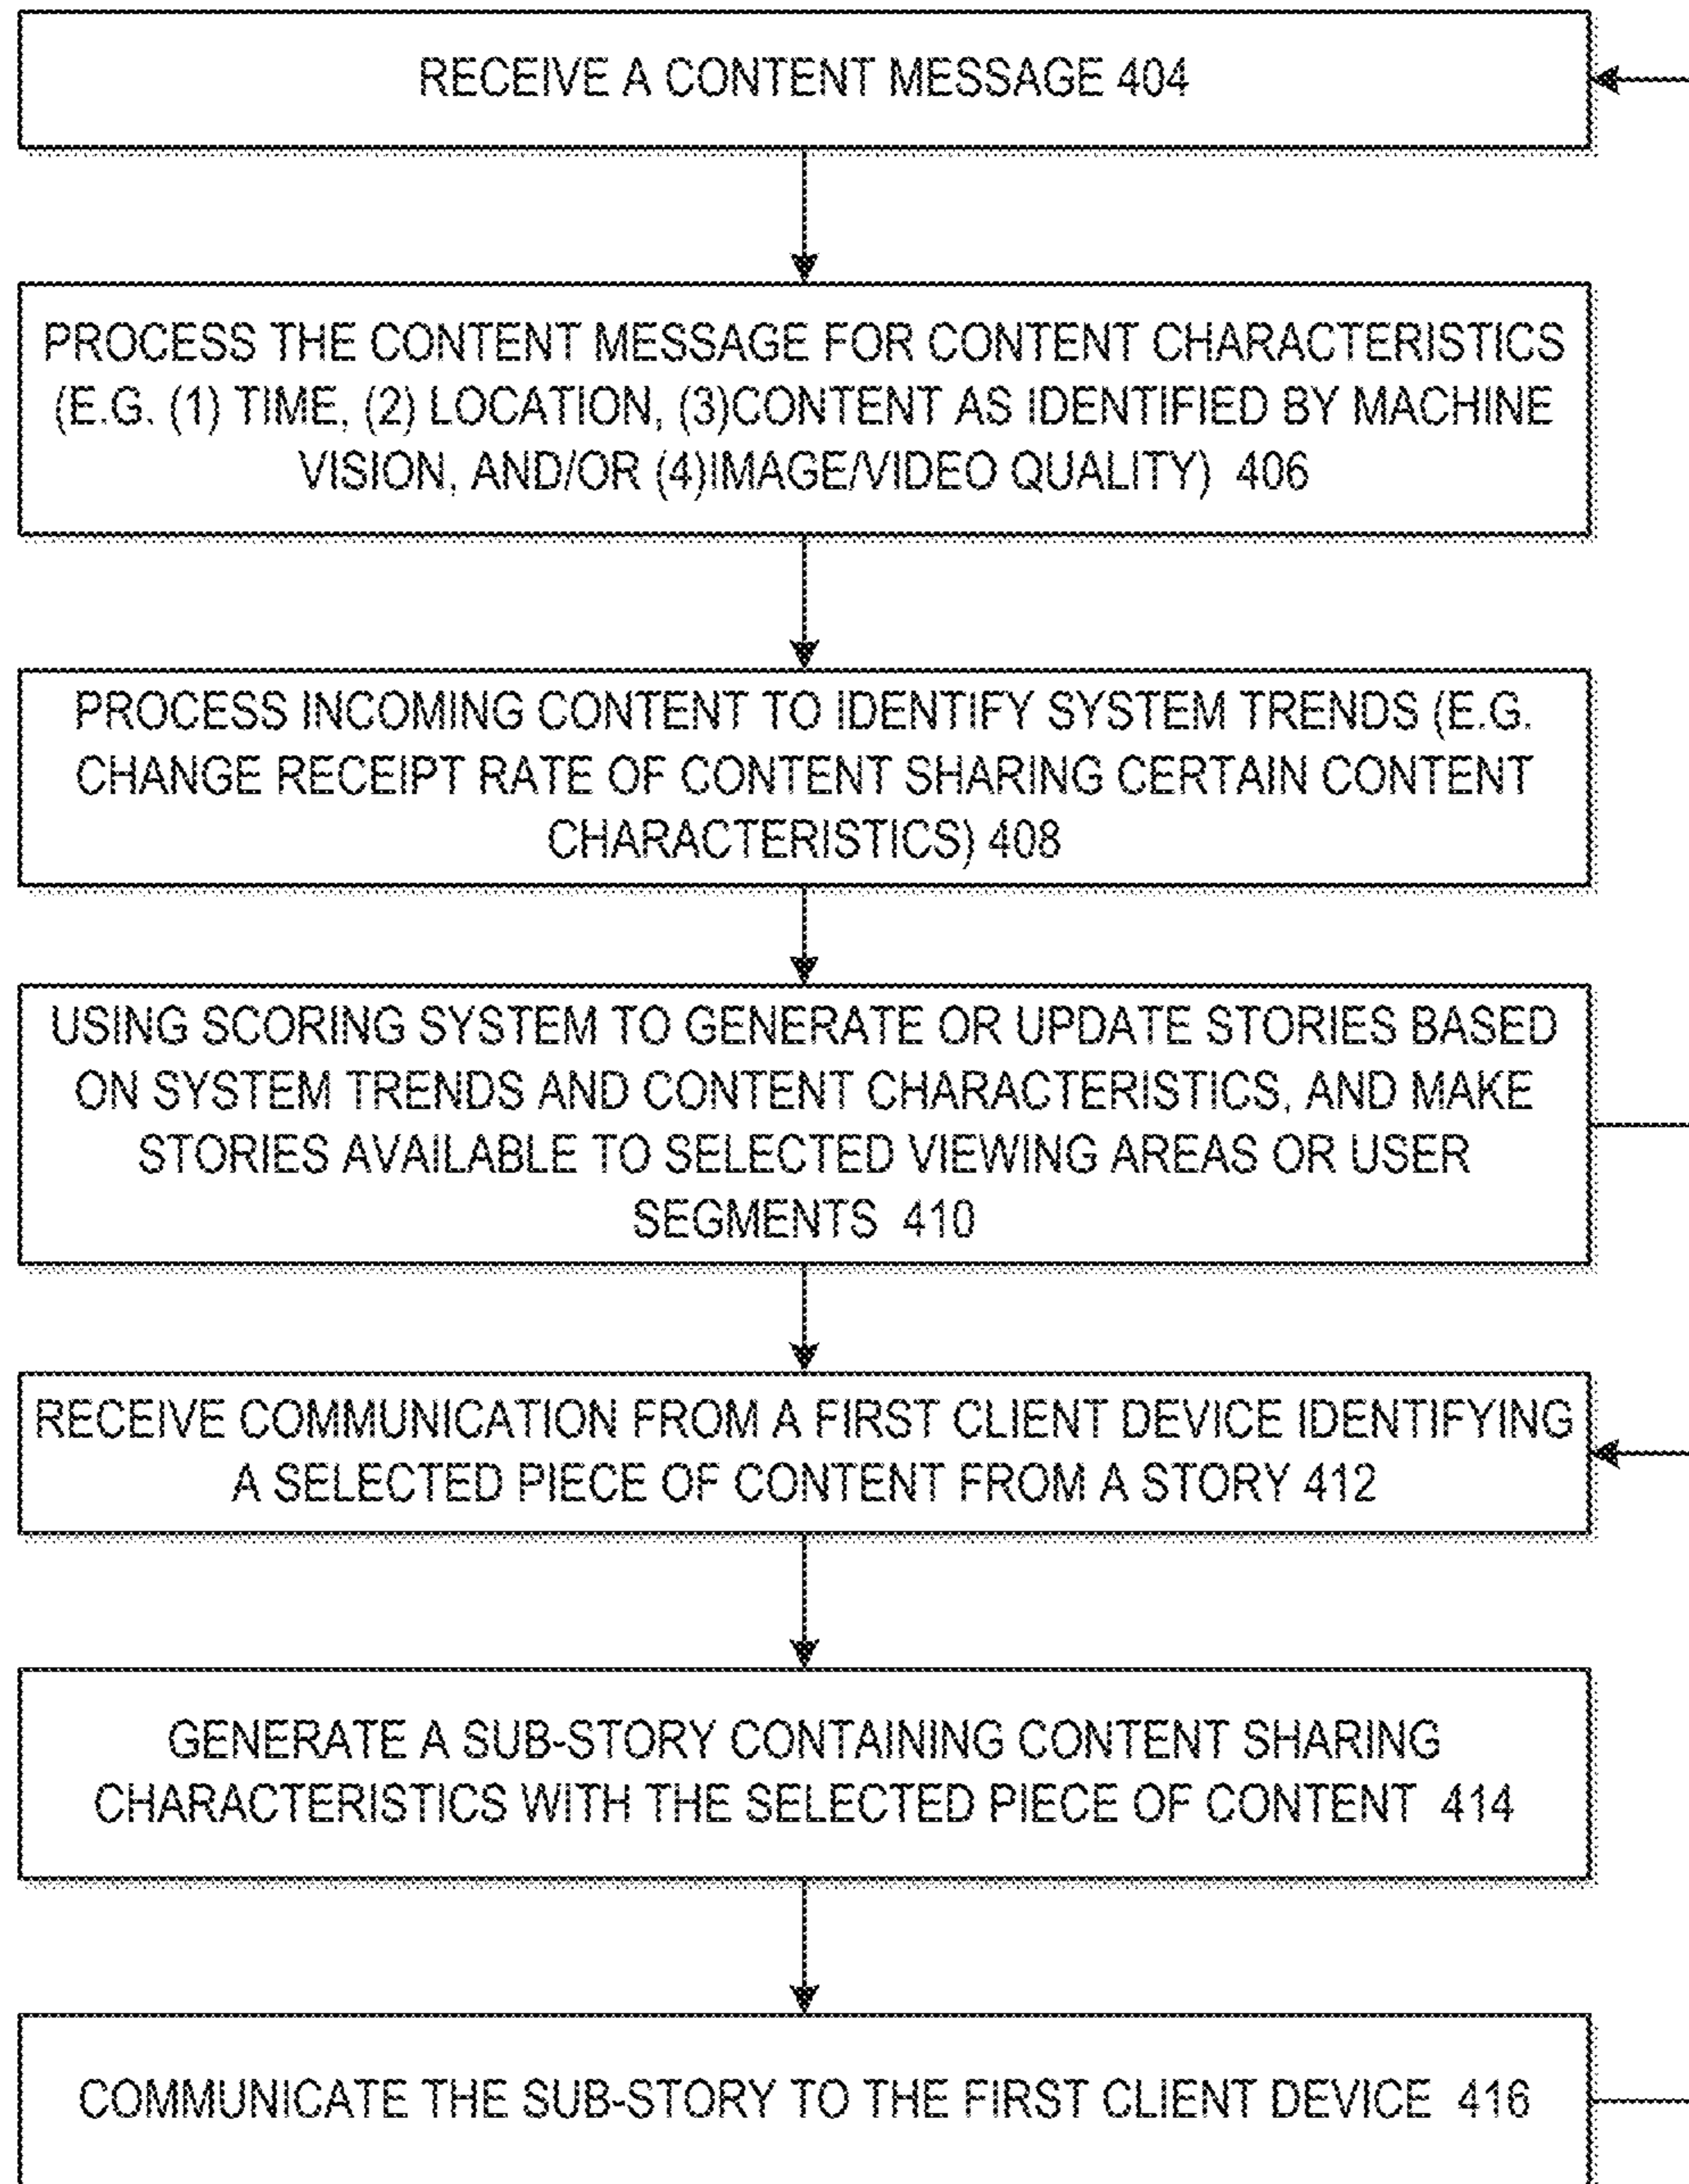 RECEIVE A CONTENT MESSAGE 404
PROCESS THE CONTENT MESSAGE FOR CONTENT CHARACTERISTICS
(E.G. (1) TIME, (2) LOCATION, (3)CONTENT AS IDENTIFIED BY MACHINE
VISION, AND/OR (4)IMAGE/VIDEO QUALITY) 406
PROCESS INCOMING CONTENT TO IDENTIFY SYSTEM TRENDS (E.G.
CHANGE RECEIPT RATE OF CONTENT SHARING CERTAIN CONTENT
CHARACTERISTICS) 408
USING SCORING SYSTEM TO GENERATE OR UPDATE STORIES BASED
ON SYSTEM TRENDS AND CONTENT CHARACTERISTICS, AND MAKE
STORIES AVAILABLE TO SELECTED VIEWING AREAS OR USER
SEGMENTS 410
RECEIVE COMMUNICATION FROM A FIRST CLIENT DEVICE IDENTIFYING
A SELECTED PIECE OF CONTENT FROM A STORY 412
GENERATE A SUB-STORY CONTAINING CONTENT SHARING
CHARACTERISTICS WITH THE SELECTED PIECE OF CONTENT 414
COMMUNICATE THE SUB-STORY TO THE FIRST CLIENT DEVICE 416